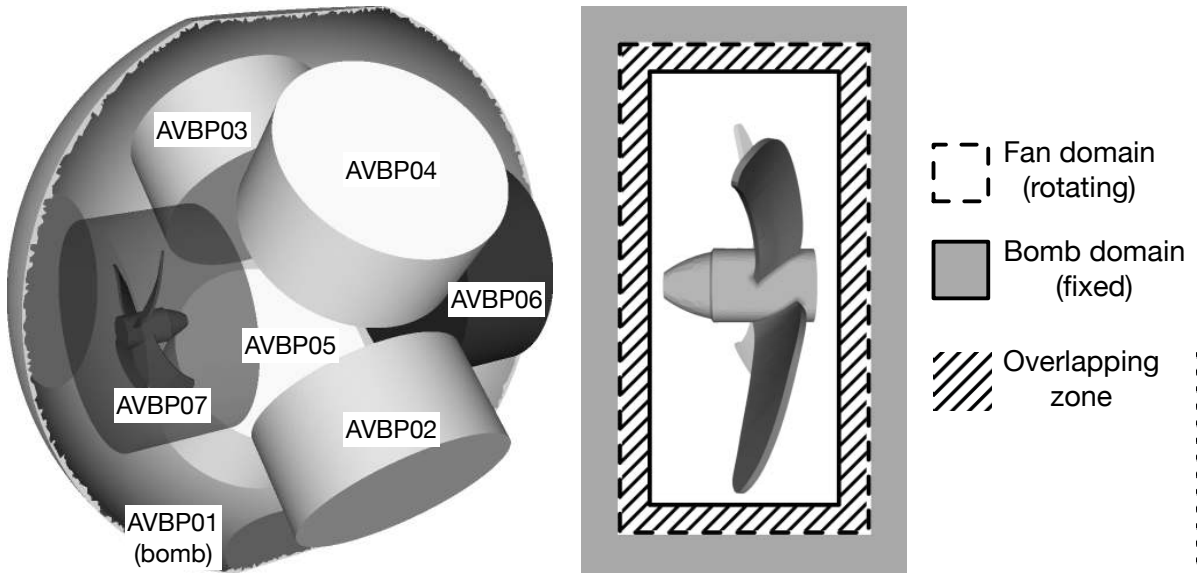 AVBP03
AVBP04
AVBP06
AVBP05
AVBP07
AVBP02
AVBP01
(bomb)
Fan domain
(rotating)
Bomb domain
(fixed)
Overlapping
zone